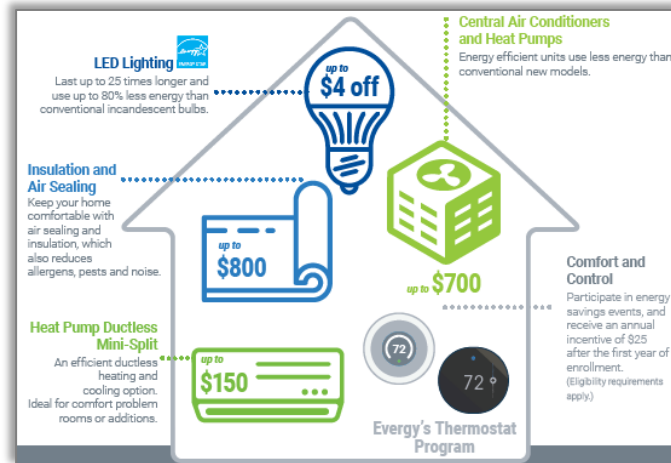 LED Lighting
Last up to 25 times longer and
use up to 80% less energy than
conventional incandescent bulbs.
ENERGY STAR
up to
$4 off
Central Air Conditioners
and Heat Pumps
Energy efficient units use less energy than
conventional new models.
up to $700
Insulation and
Air Sealing
Keep your home
comfortable with
air sealing and
insulation, which
also reduces
allergens, pests and noise.
up to
$800
Comfort and
Control
Participate in energy
savings events, and
receive an annual
incentive of $25
after the first year of
enrollment.
(Eligibility requirements
apply.)
Heat Pump Ductless
Mini-Split
An efficient ductless
heating and
cooling option.
Ideal for comfort problem
rooms or additions.
up to
$150
72
72
Evergy's Thermostat
Program